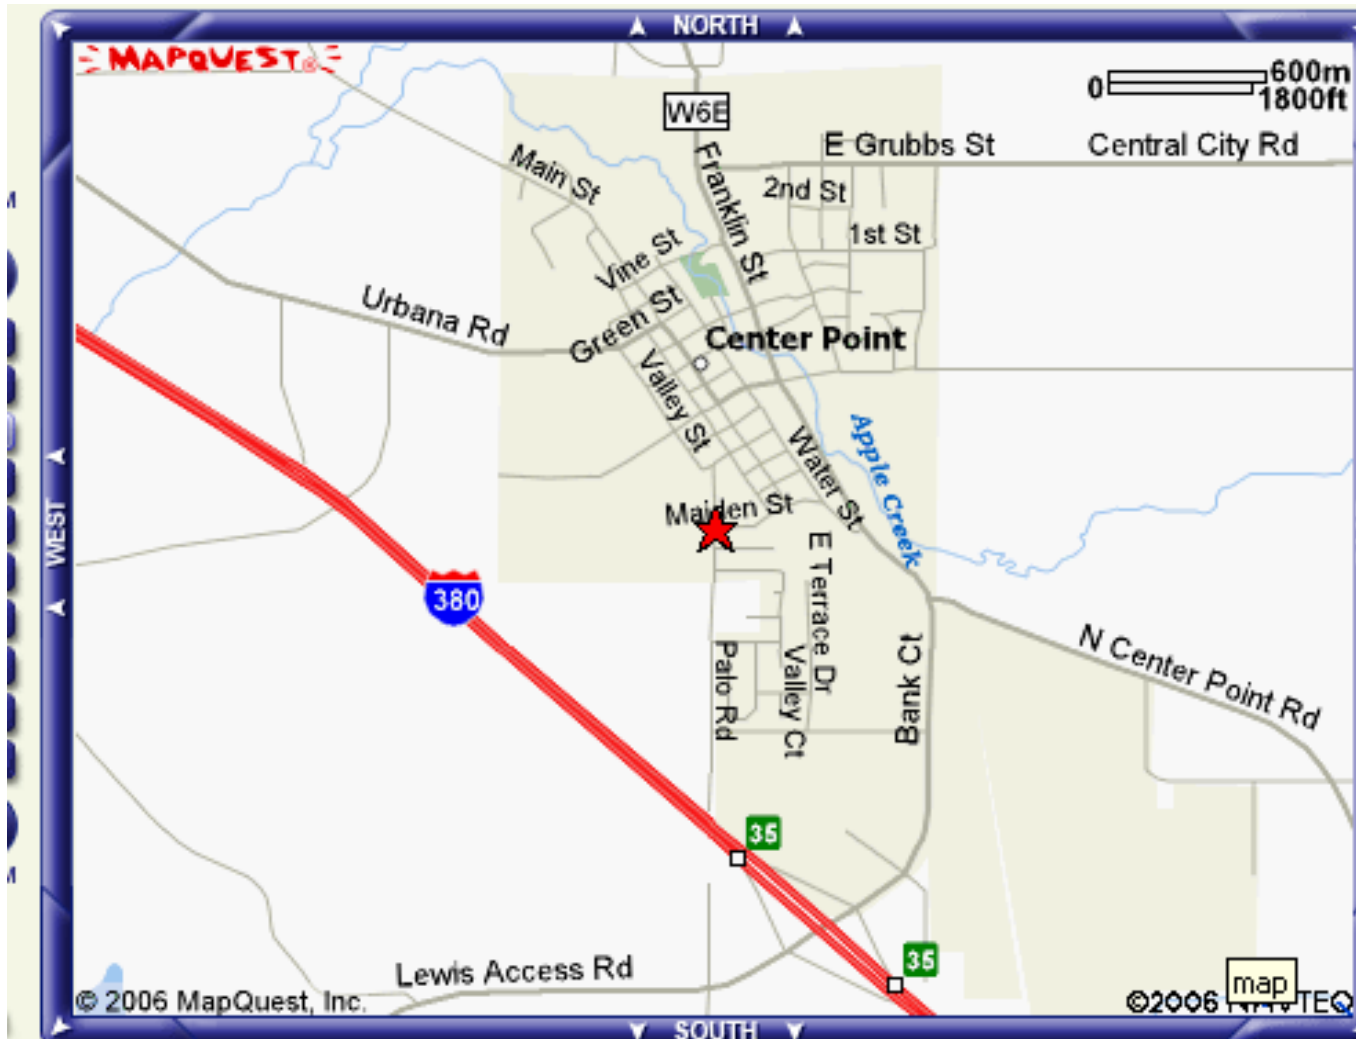 NORTH
MAPQUEST®
0 600m
1800ft
W6E
E Grubbs St
Central City Rd
Main St
Franklin St
2nd St
1st St
Vine St
Urbana Rd
Green St
Center Point
Valley St
Water St
Apple Creek
WEST
Maiden St
380
E Terrace Dr
Palo Rd
Valley Ct
Bank Ct
N Center Point Rd
35
35
Lewis Access Rd
map
© 2006 MapQuest, Inc.
©2006 NAVTEQ
SOUTH